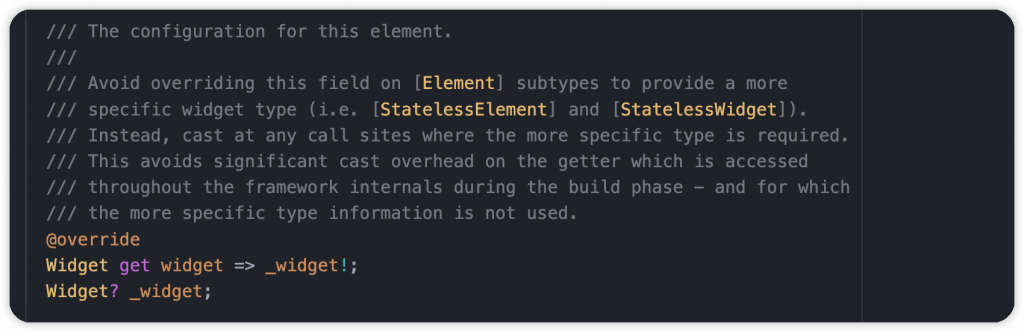 /// The configuration for this element.
///
/// Avoid overriding this field on [Element] subtypes to provide a more
/// specific widget type (i.e. [StatelessElement] and [StatelessWidget]).
/// Instead, cast at any call sites where the more specific type is required.
/// This avoids significant cast overhead on the getter which is accessed
/// throughout the framework internals during the build phase - and for which
/// the more specific type information is not used.
@override
Widget get widget => _widget!;
Widget? _widget;